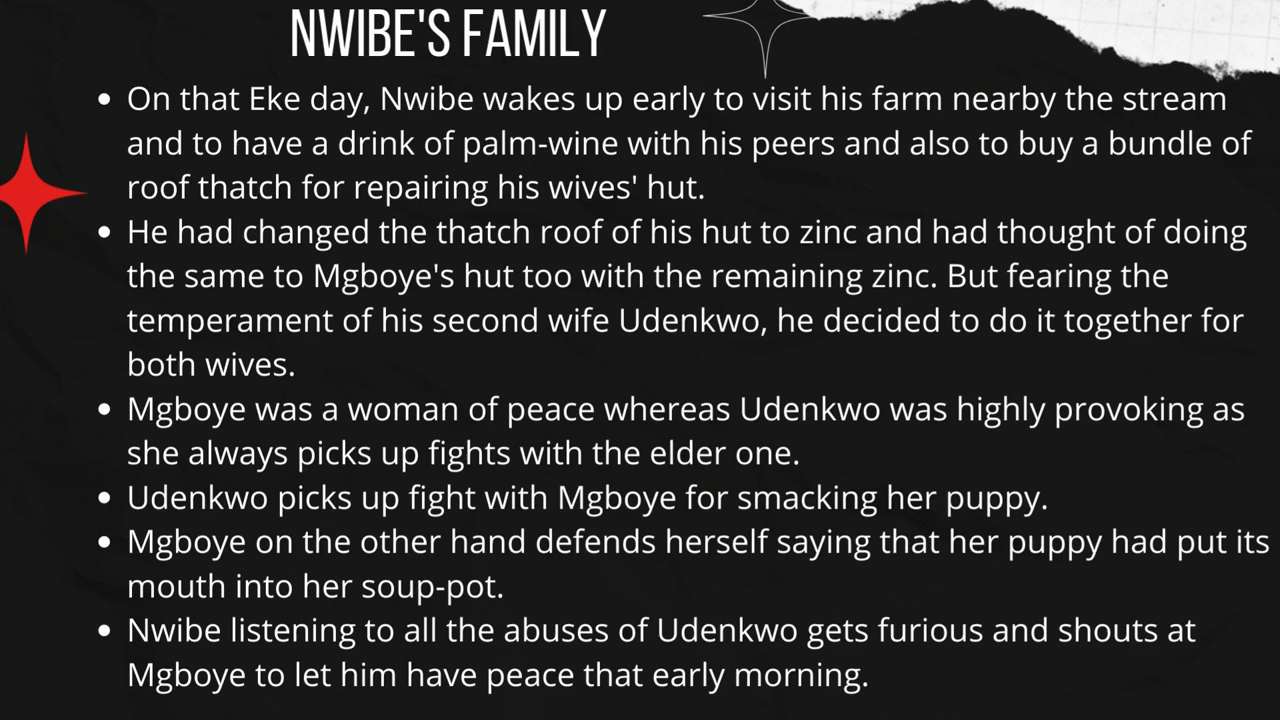 NWIBE'S FAMILY
• On that Eke day, Nwibe wakes up early to visit his farm nearby the stream
and to have a drink of palm-wine with his peers and also to buy a bundle of
roof thatch for repairing his wives' hut.
• He had changed the thatch roof of his hut to zinc and had thought of doing
the same to Mgboye's hut too with the remaining zinc. But fearing the
temperament of his second wife Udenkwo, he decided to do it together for
both wives.
• Mgboye was a woman of peace whereas Udenkwo was highly provoking as
she always picks up fights with the elder one.
• Udenkwo picks up fight with Mgboye for smacking her puppy.
• Mgboye on the other hand defends herself saying that her puppy had put its
mouth into her soup-pot.
• Nwibe listening to all the abuses of Udenkwo gets furious and shouts at
Mgboye to let him have peace that early morning.